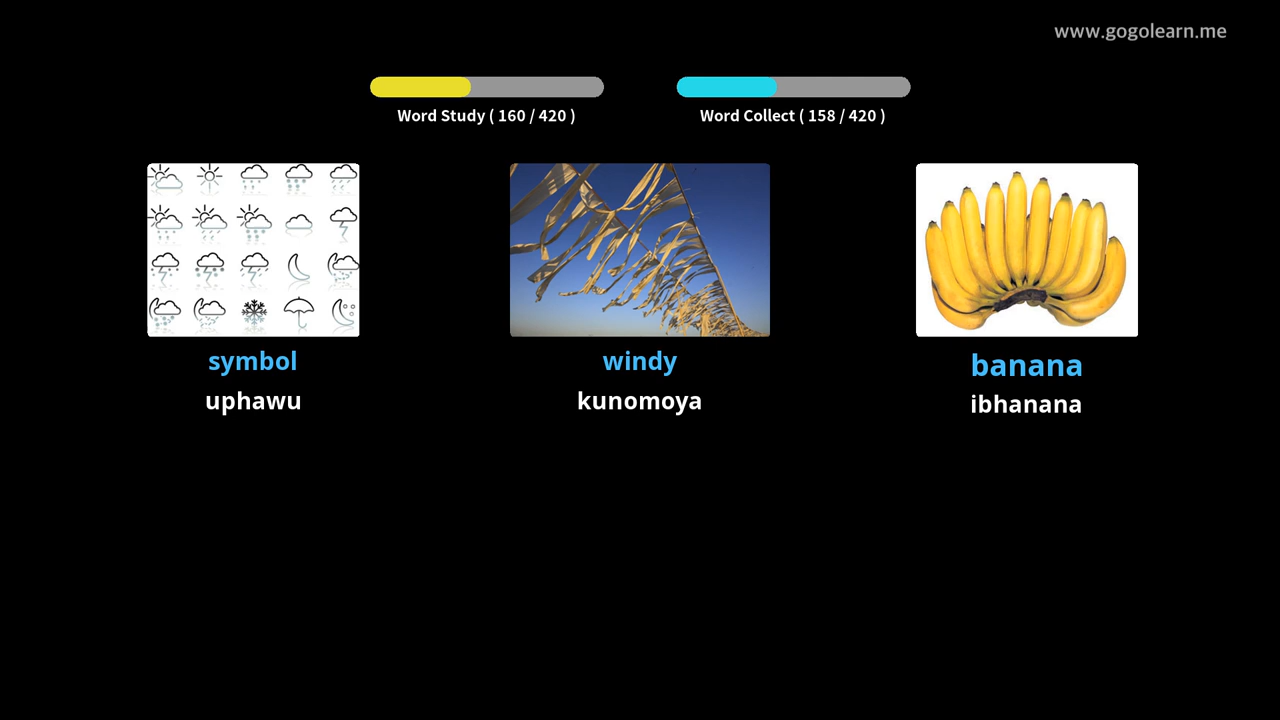 www.gogolearn.me
Word Study ( 160 / 420 )
Word Collect ( 158 / 420 )
symbol
uphawu
windy
kunomoya
banana
ibhanana